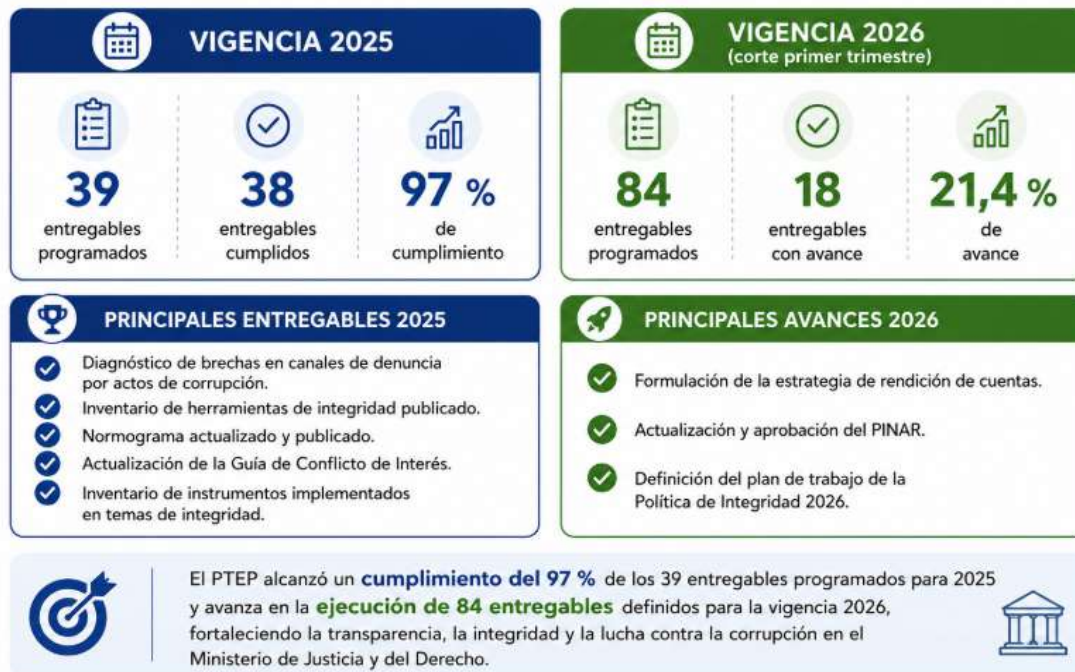 VIGENCIA 2025
39
entregables
programados
38
entregables
cumplidos
97 %
de
cumplimiento
VIGENCIA 2026
(corte primer trimestre)
84
entregables
programados
18
entregables
con avance
21,4 %
de
avance
PRINCIPALES ENTREGABLES 2025
Diagnóstico de brechas en canales de denuncia
por actos de corrupción.
Inventario de herramientas de integridad publicado.
Normograma actualizado y publicado.
Actualización de la Guía de Conflicto de Interés.
Inventario de instrumentos implementados
en temas de integridad.
PRINCIPALES AVANCES 2026
Formulación de la estrategia de rendición de cuentas.
Actualización y aprobación del PINAR.
Definición del plan de trabajo de la
Política de Integridad 2026.
El PTEP alcanzó un cumplimiento del 97 % de los 39 entregables programados para 2025
y avanza en la ejecución de 84 entregables definidos para la vigencia 2026,
fortaleciendo la transparencia, la integridad y la lucha contra la corrupción en el
Ministerio de Justicia y del Derecho.